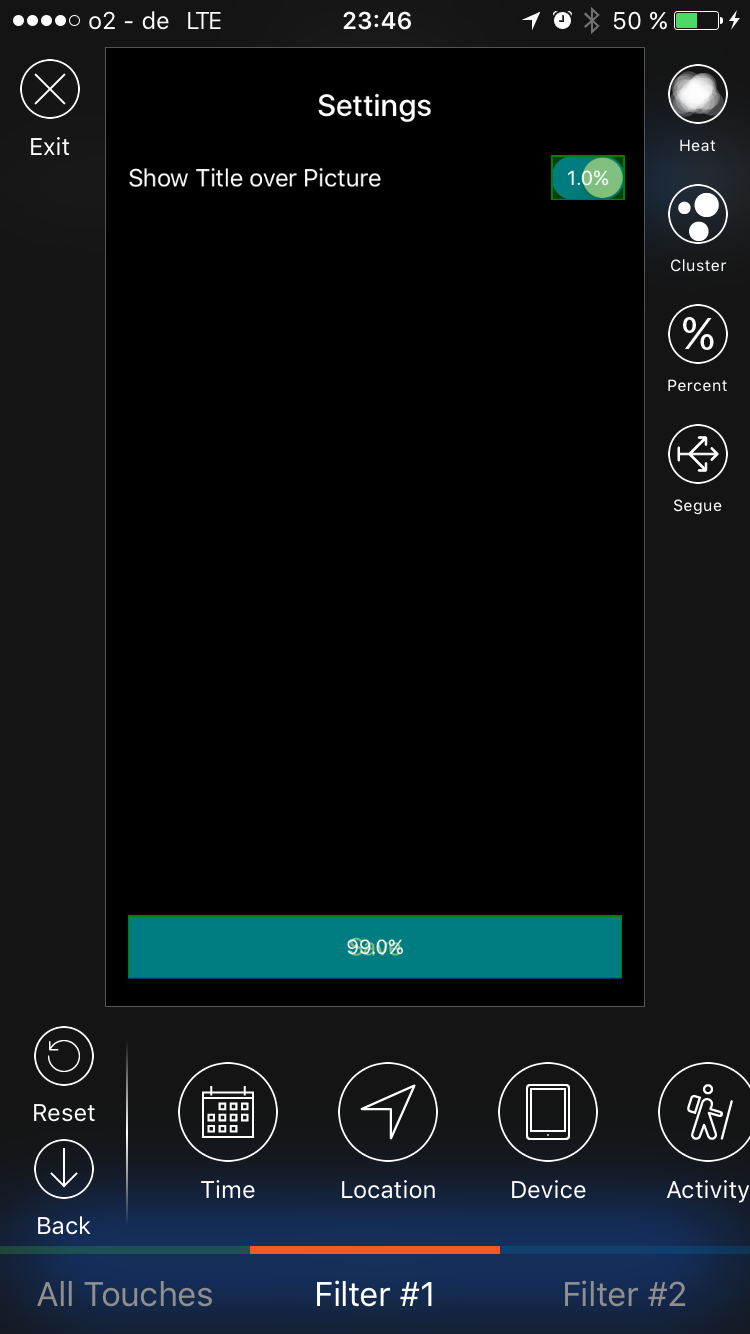 o2 - de LTE 23:46 50 %
Exit
Settings
Show Title over Picture
1.0%
Heat
Cluster
%
Percent
Segue
99.0%
Save
Reset
Back
Time
Location
Device
Activity
All Touches
Filter #1
Filter #2